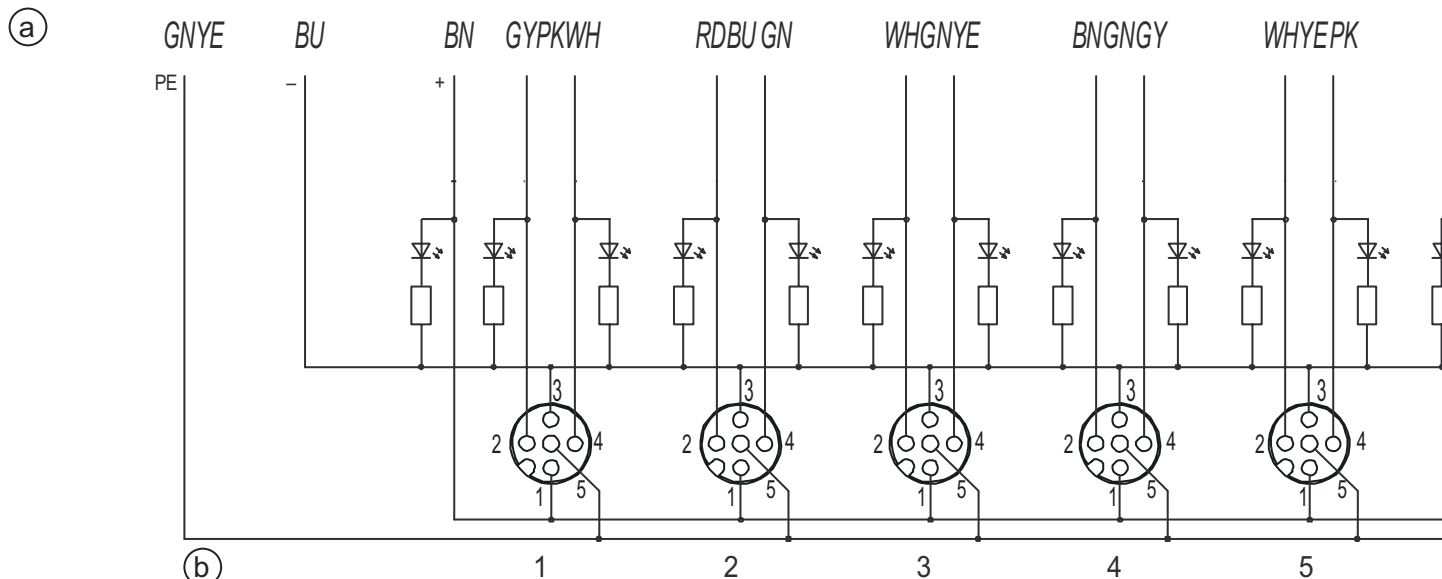 a
GNYE BU BN GYPKWH RDBU GN WHGNYE BNGNGY WHYEPK
PE – +
3 3 3 3 3
2 4 2 4 2 4 2 4 2 4
1 5 1 5 1 5 1 5 1 5
b 1 2 3 4 5